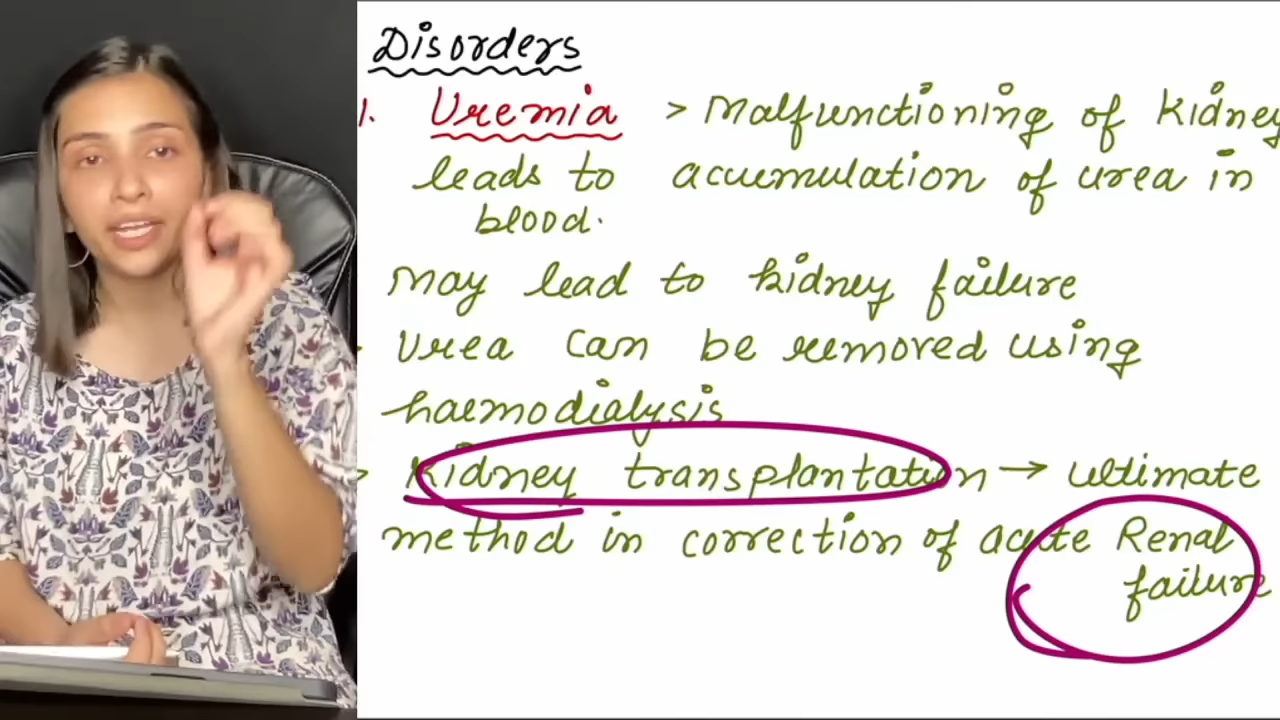 Disorders
1. Uremia > Malfunctioning of kidney
leads to accumulation of urea in
blood.
May lead to kidney failure
Urea can be removed using
haemodialysis
> Kidney transplantation → ultimate
method in correction of acute Renal
failure